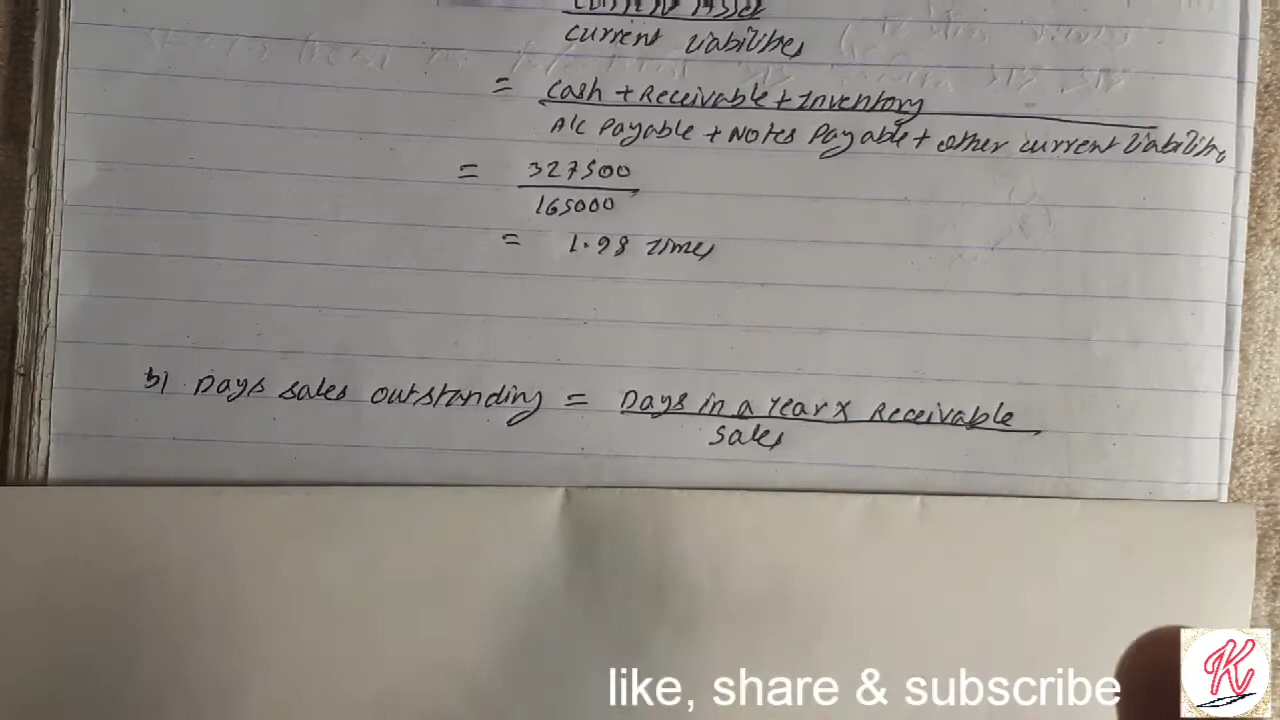 current liabilities
= cash + Receivable + Inventory
A/c Payable + Notes Payable + other current liabilities
= 327500
165000
= 1.98 times
b) Days sales outstanding = Days in a Year x Receivable
sales
like, share & subscribe
K